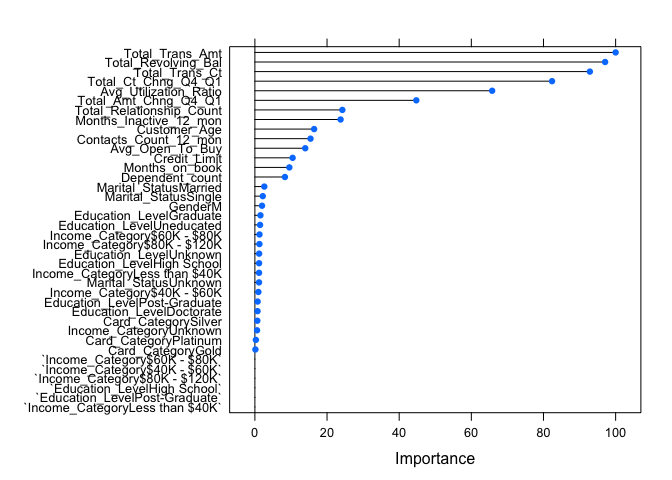 Total_Trans_Amt
Total_Revolving_Bal
Total_Trans_Ct
Total_Ct_Chng_Q4_Q1
Avg_Utilization_Ratio
Total_Amt_Chng_Q4_Q1
Total_Relationship_Count
Months_Inactive_12_mon
Customer_Age
Contacts_Count_12_mon
Avg_Open_To_Buy
Credit_Limit
Months_on_book
Dependent_count
Marital_StatusMarried
Marital_StatusSingle
GenderM
Education_LevelGraduate
Education_LevelUneducated
Income_Category$60K - $80K
Income_Category$80K - $120K
Education_LevelUnknown
Education_LevelHigh School
Income_CategoryLess than $40K
Marital_StatusUnknown
Income_Category$40K - $60K
Education_LevelPost-Graduate
Education_LevelDoctorate
Card_CategorySilver
Income_CategoryUnknown
Card_CategoryPlatinum
Card_CategoryGold
`Income_Category$60K - $80K`
`Income_Category$40K - $60K`
`Income_Category$80K - $120K`
`Education_LevelHigh School`
`Education_LevelPost-Graduate`
`Income_CategoryLess than $40K`
0 20 40 60 80 100
Importance